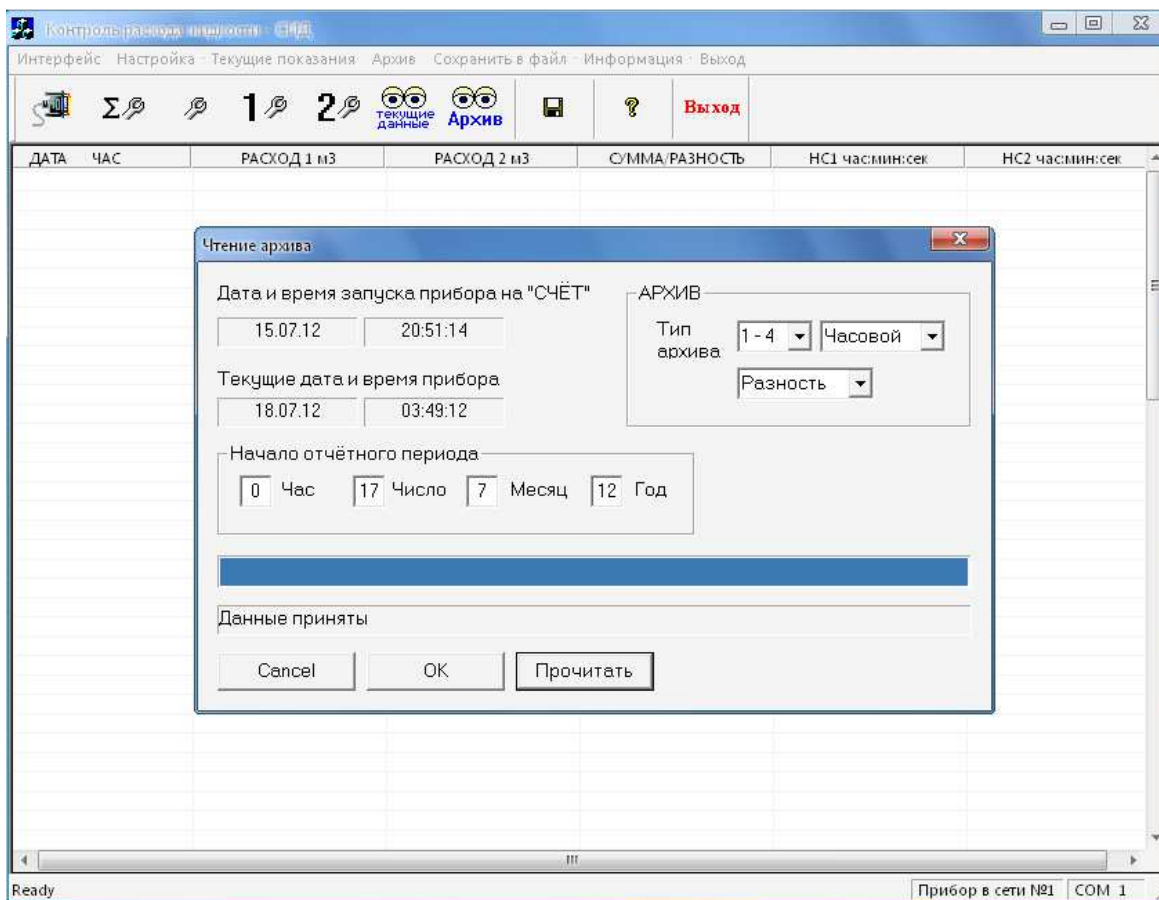 Контроль расхода жидкости - СИД
Интерфейс Настройка Текущие показания Архив Сохранить в файл Информация Выход
Σ 1 2 текущие данные Архив ? Выход
ДАТА ЧАС РАСХОД 1 м3 РАСХОД 2 м3 СУММА/РАЗНОСТЬ НС1 час:мин:сек НС2 час:мин:сек
Чтение архива
Дата и время запуска прибора на "СЧЁТ"
15.07.12 20:51:14
Текущие дата и время прибора
18.07.12 03:49:12
АРХИВ
Тип архива 1 - 4 Часовой
Разность
Начало отчётного периода
0 Час 17 Число 7 Месяц 12 Год
Данные приняты
Cancel OK Прочитать
Ready Прибор в сети №1 COM 1